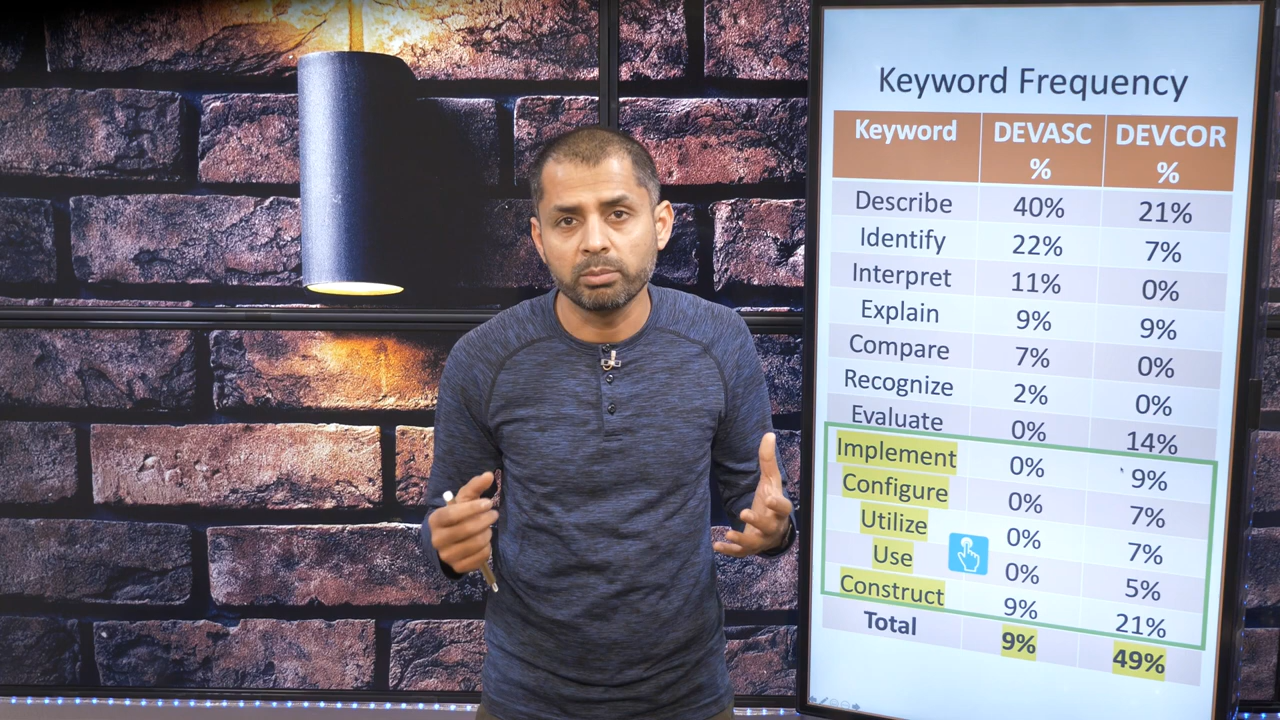 Keyword Frequency
Keyword DEVASC % DEVCOR %
Describe 40% 21%
Identify 22% 7%
Interpret 11% 0%
Explain 9% 9%
Compare 7% 0%
Recognize 2% 0%
Evaluate 0% 14%
Implement 0% 9%
Configure 0% 7%
Utilize 0% 7%
Use 0% 5%
Construct 9% 21%
Total 9% 49%